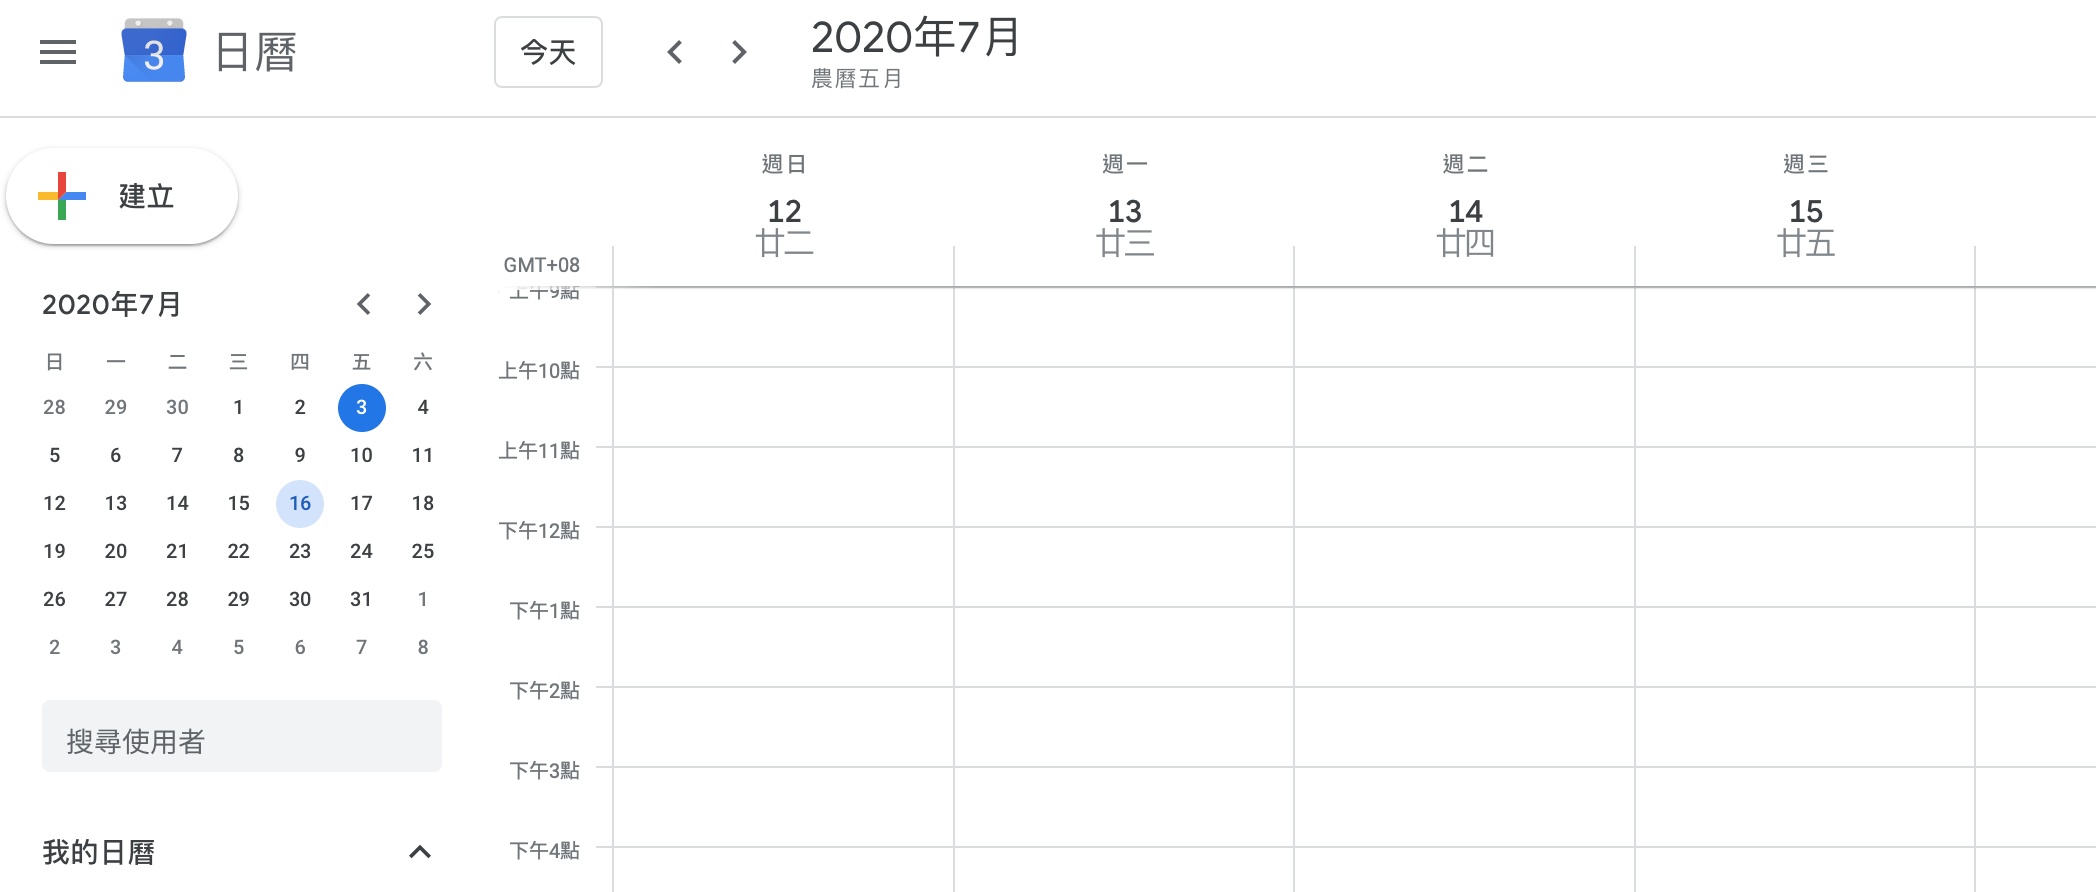 3 日曆
今天
2020年7月
農曆五月
建立
2020年7月
日 一 二 三 四 五 六
28 29 30 1 2 3 4
5 6 7 8 9 10 11
12 13 14 15 16 17 18
19 20 21 22 23 24 25
26 27 28 29 30 31 1
2 3 4 5 6 7 8
搜尋使用者
我的日曆
週日 週一 週二 週三
12 13 14 15
廿二 廿三 廿四 廿五
GMT+08
上午9點
上午10點
上午11點
下午12點
下午1點
下午2點
下午3點
下午4點